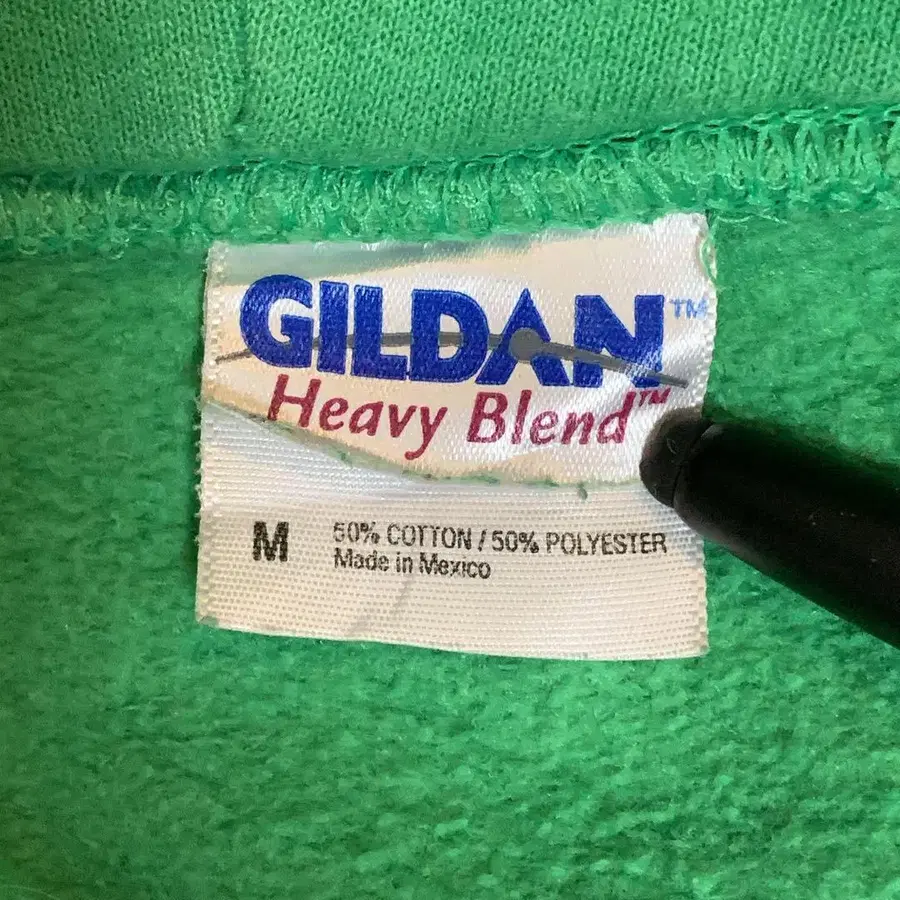 GILDAN™
Heavy Blend™
M 50% COTTON / 50% POLYESTER
Made in Mexico